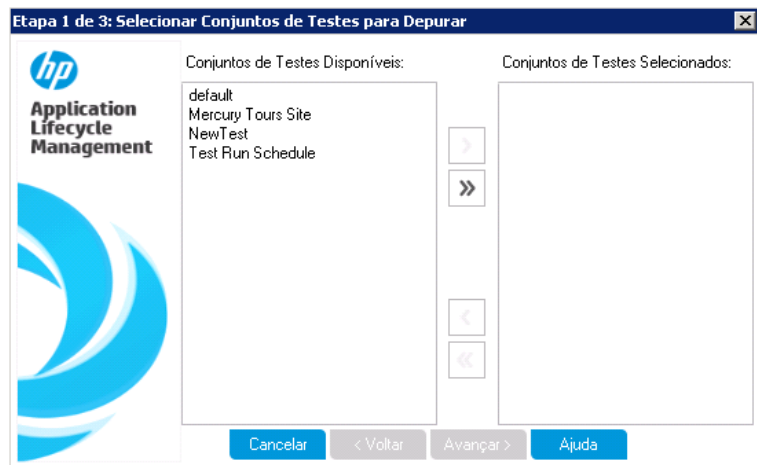 Etapa 1 de 3: Selecionar Conjuntos de Testes para Depurar
hp
Application
Lifecycle
Management
Conjuntos de Testes Disponíveis:
default
Mercury Tours Site
NewTest
Test Run Schedule
Conjuntos de Testes Selecionados:
Cancelar
< Voltar
Avançar >
Ajuda